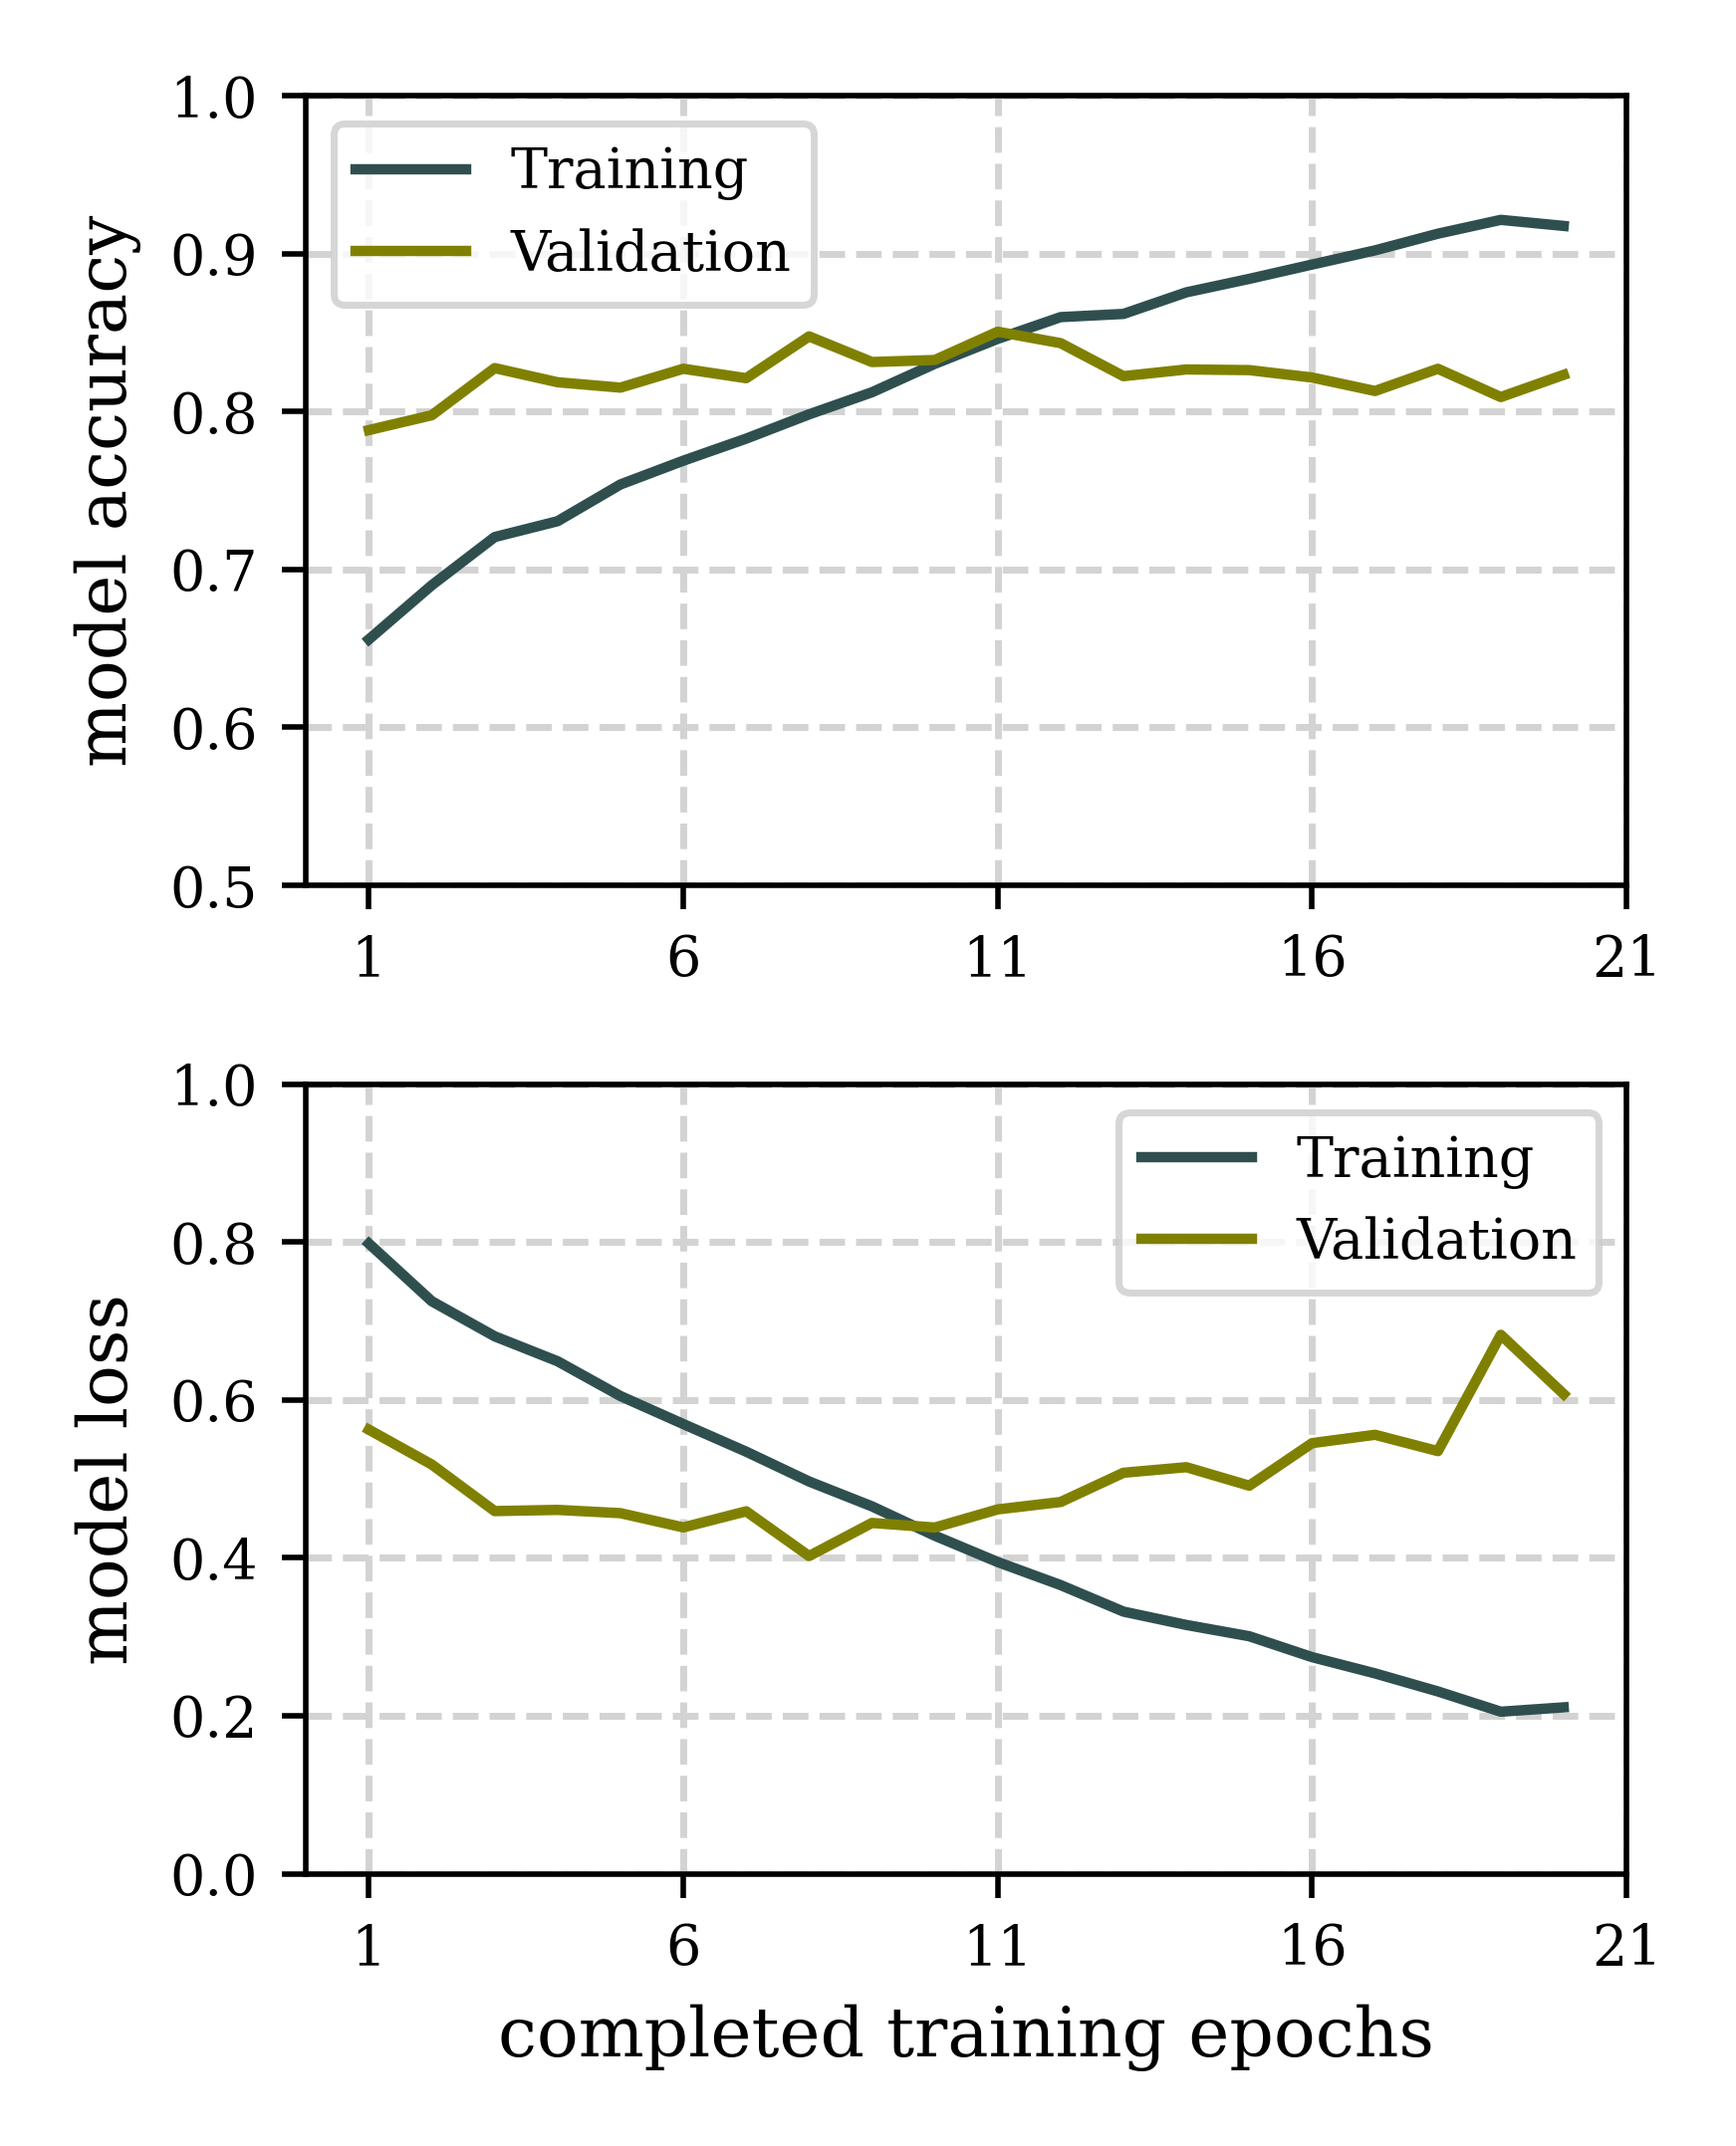 model accuracy
1.0
0.9
0.8
0.7
0.6
0.5
Training
Validation
1 6 11 16 21
model loss
1.0
0.8
0.6
0.4
0.2
0.0
Training
Validation
1 6 11 16 21
completed training epochs